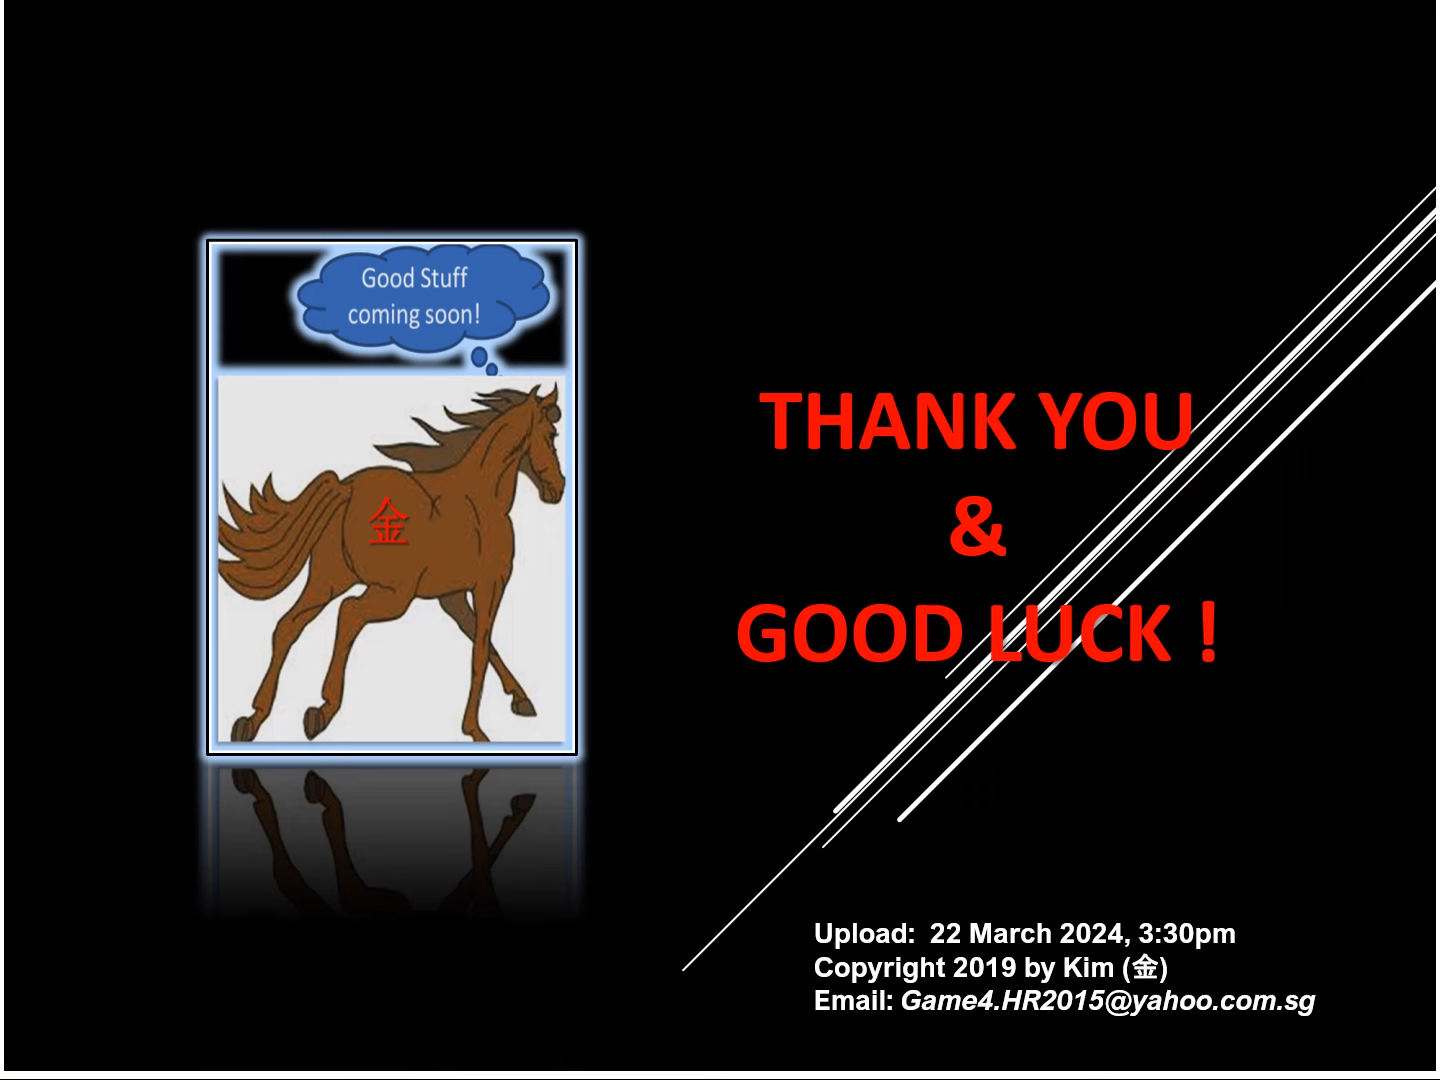 Good Stuff
coming soon!
金
THANK YOU
&
GOOD LUCK !
Upload:  22 March 2024, 3:30pm
Copyright 2019 by Kim (金)
Email: Game4.HR2015@yahoo.com.sg